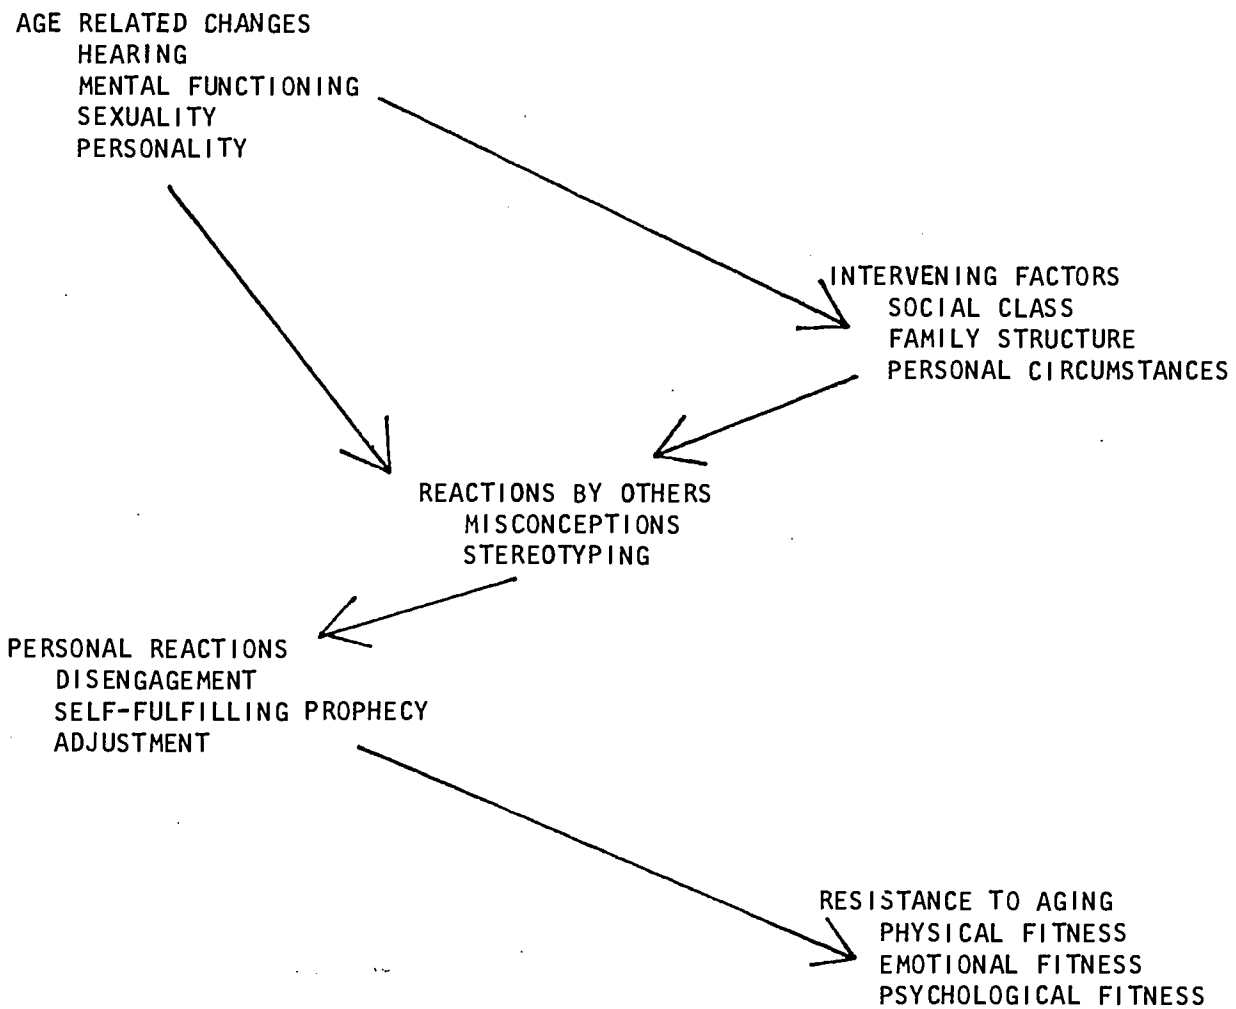 AGE RELATED CHANGES
HEARING
MENTAL FUNCTIONING
SEXUALITY
PERSONALITY
INTERVENING FACTORS
SOCIAL CLASS
FAMILY STRUCTURE
PERSONAL CIRCUMSTANCES
REACTIONS BY OTHERS
MISCONCEPTIONS
STEREOTYPING
PERSONAL REACTIONS
DISENGAGEMENT
SELF-FULFILLING PROPHECY
ADJUSTMENT
RESISTANCE TO AGING
PHYSICAL FITNESS
EMOTIONAL FITNESS
PSYCHOLOGICAL FITNESS